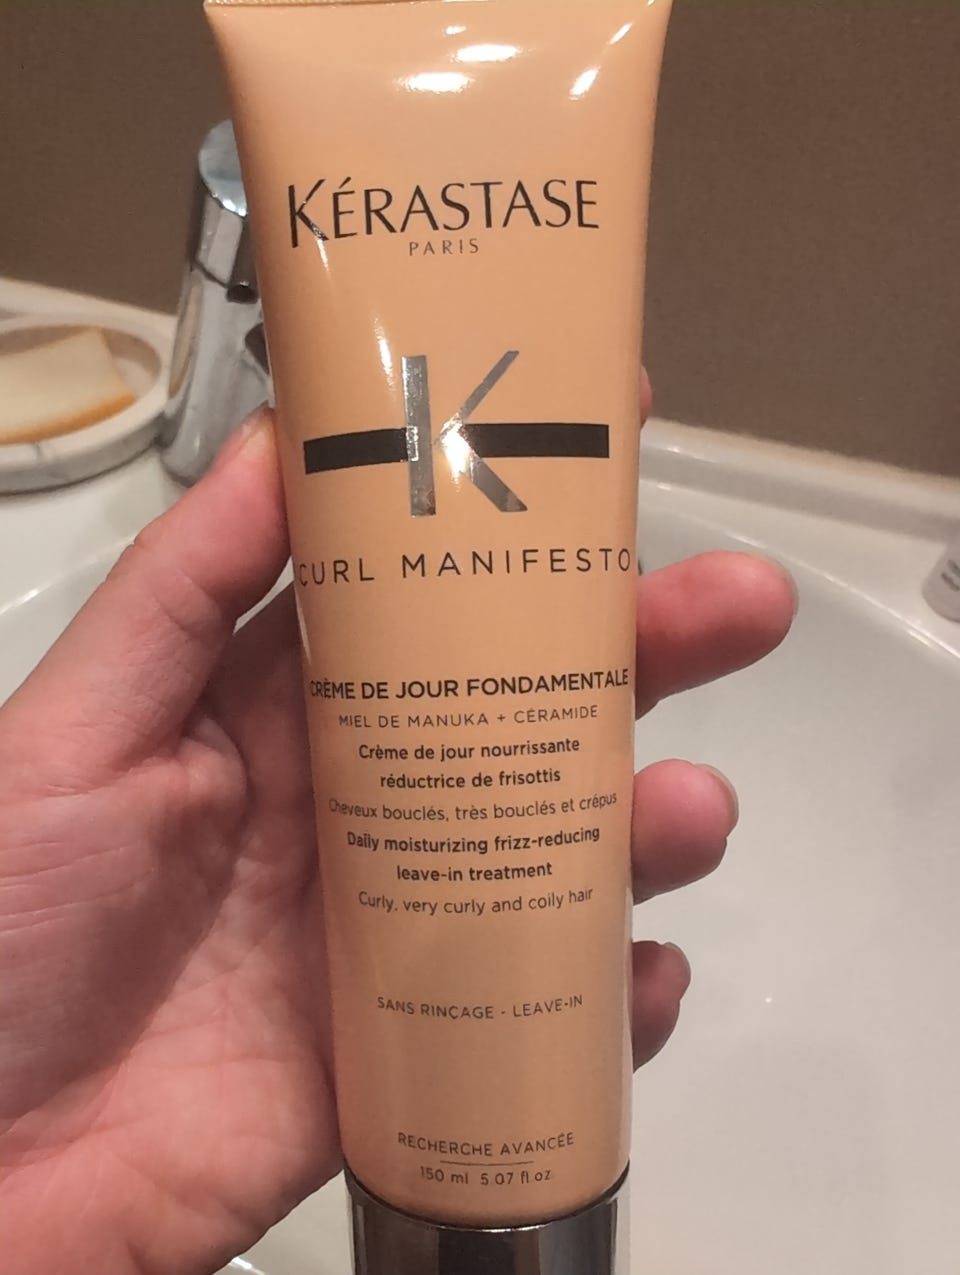 KÉRASTASE
PARIS
K
CURL MANIFESTO
CRÈME DE JOUR FONDAMENTALE
MIEL DE MANUKA + CÉRAMIDE
Crème de jour nourrissante
réductrice de frisottis
Cheveux bouclés, très bouclés et crépus
Daily moisturizing frizz-reducing
leave-in treatment
Curly, very curly and coily hair
SANS RINÇAGE - LEAVE-IN
RECHERCHE AVANCÉE
150 ml 5.07 fl oz